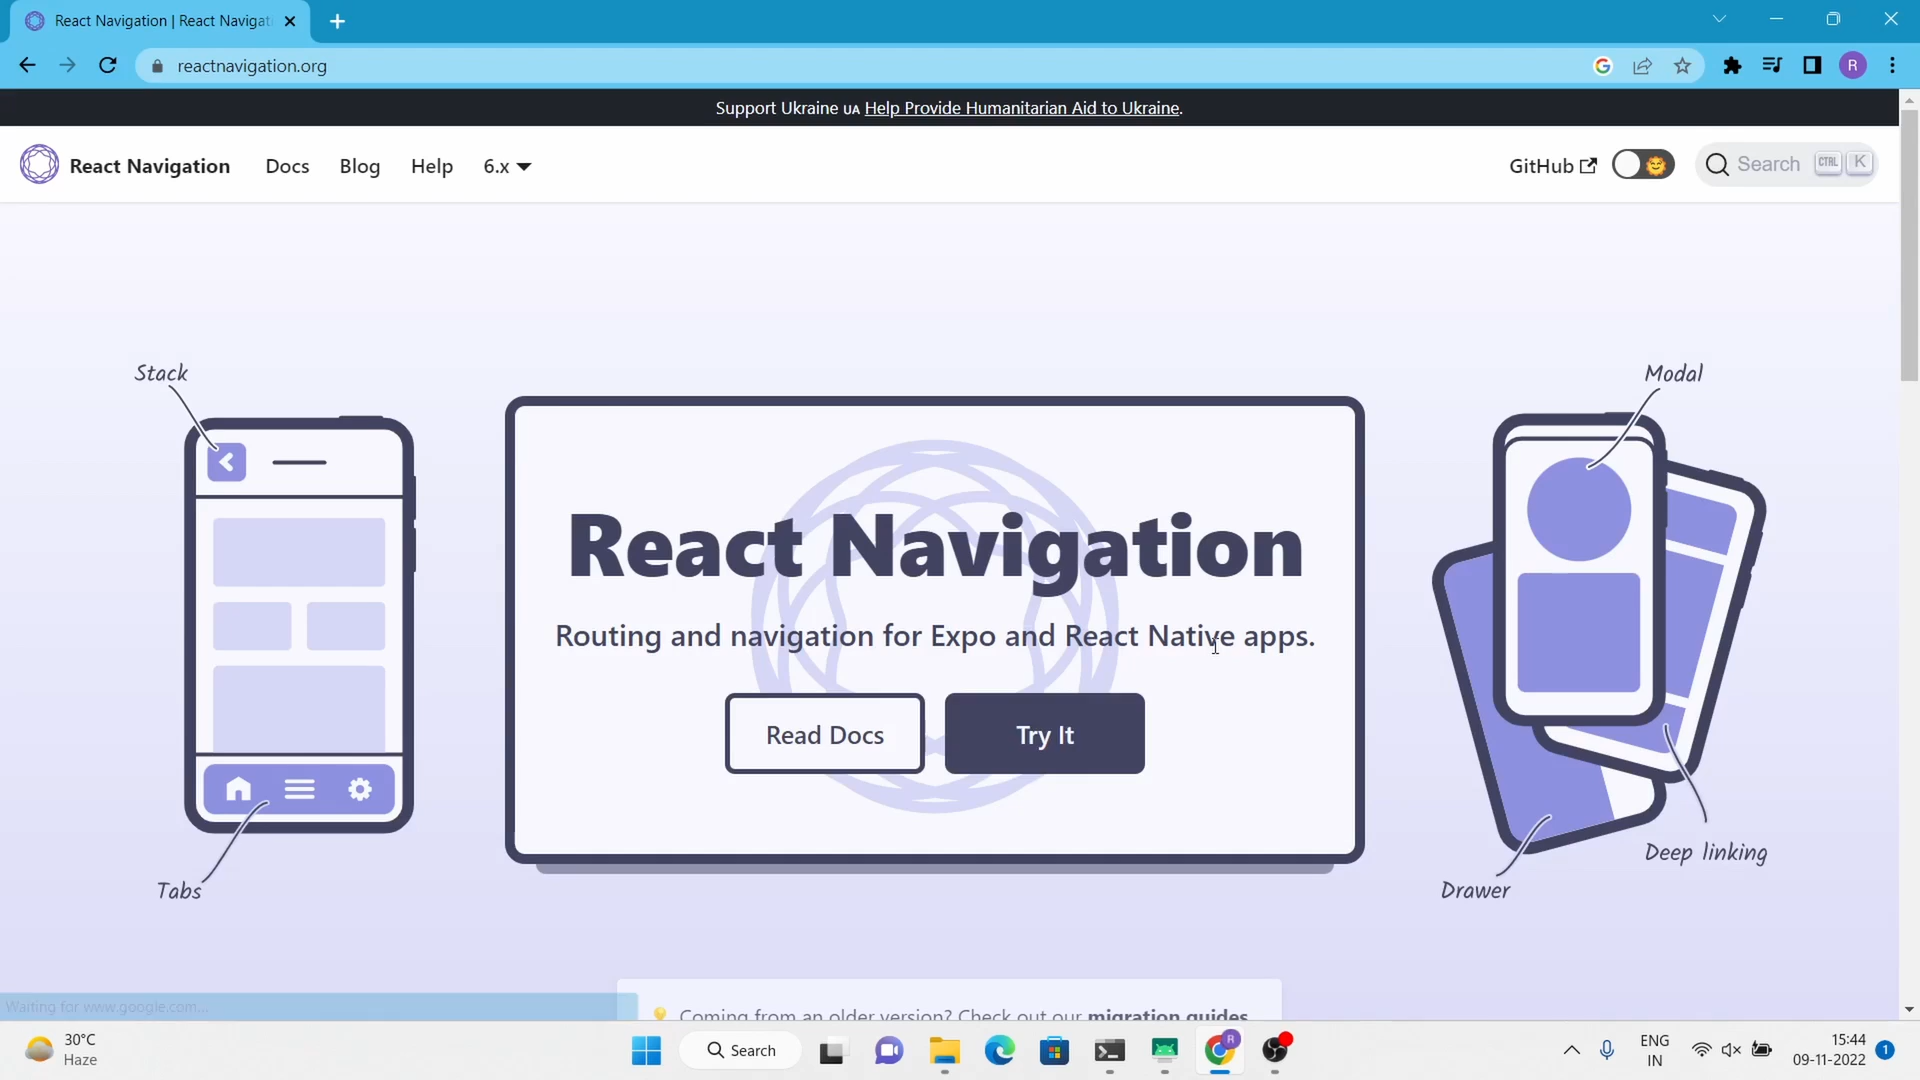 React Navigation | React Navigat
reactnavigation.org
R
Support Ukraine UA Help Provide Humanitarian Aid to Ukraine.
React Navigation Docs Blog Help 6.x GitHub Search CTRL K
Stack
Modal
React Navigation
Routing and navigation for Expo and React Native apps.
Read Docs Try It
Tabs
Deep linking
Drawer
Waiting for www.google.com...
Coming from an older version? Check out our migration guides
30°C
Haze
Search
R
ENG
IN
15:44
09-11-2022
1